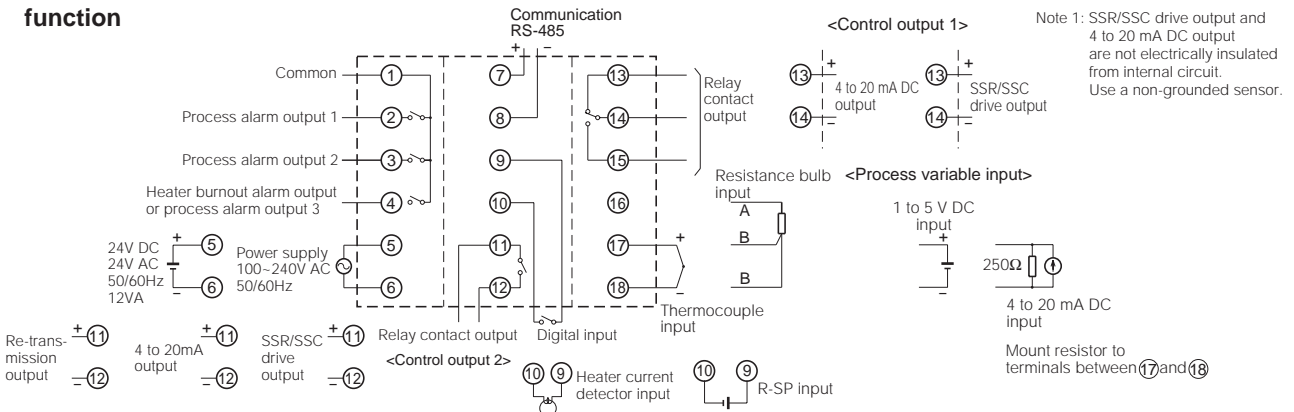 function
Communication
RS-485
+ −
<Control output 1>
Note 1: SSR/SSC drive output and
4 to 20 mA DC output
are not electrically insulated
from internal circuit.
Use a non-grounded sensor.
Common
1
7
13
Relay
contact
output
13
+
4 to 20 mA DC
output
14
−
13
+
SSR/SSC
drive output
14
−
Process alarm output 1
2
8
14
Process alarm output 2
3
9
15
Heater burnout alarm output
or process alarm output 3
4
10
16
Resistance bulb
input
A
B
B
<Process variable input>
1 to 5 V DC
input
+
−
250Ω
4 to 20 mA DC
input
Mount resistor to
terminals between 17 and 18
24V DC
24V AC
50/60Hz
12VA
+
5
−
6
Power supply
100~240V AC
50/60Hz
5
6
11
12
17
18
+
−
Thermocouple
input
Re-trans-
mission
output
+ 11
− 12
4 to 20mA
output
+ 11
− 12
SSR/SSC
drive
output
+ 11
− 12
Relay contact output
Digital input
<Control output 2>
10 9
Heater current
detector input
10 9
R-SP input